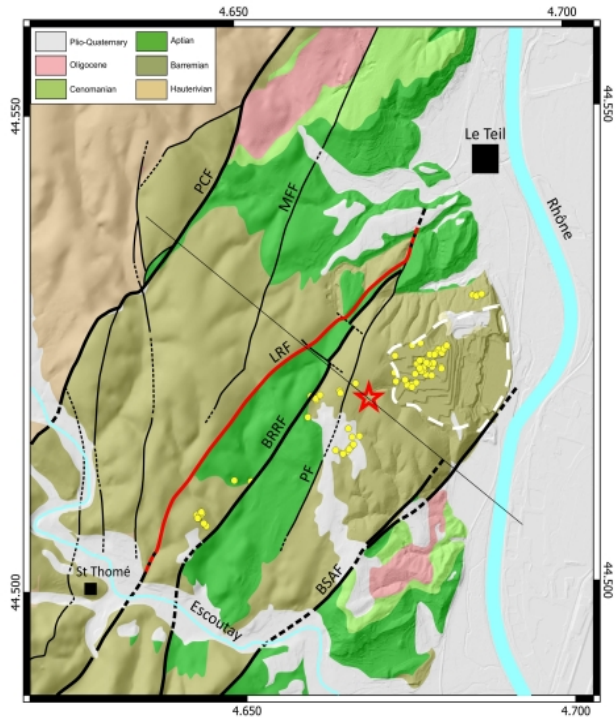 4.650
4.700
Plio-Quaternary
Aptian
Oligocene
Barremian
Cenomanian
Hauterivian
44.550
44.550
Le Teil
PCF
MFF
Rhône
LRF
BRRF
PF
St Thomé
BSAF
Escoutay
44.500
44.500
4.650
4.700